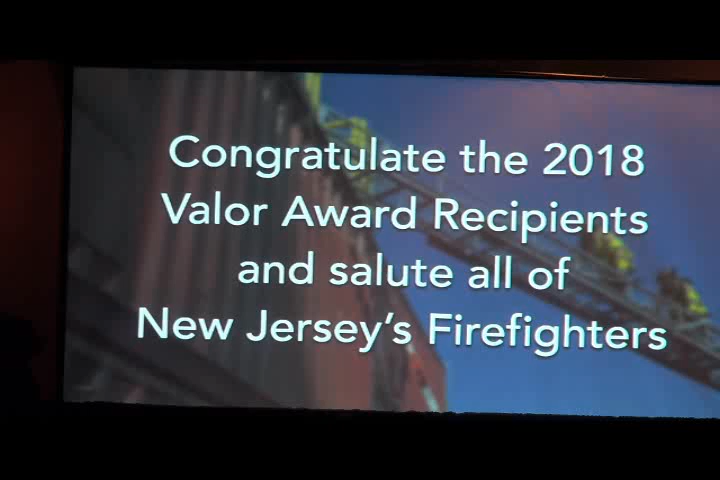 Congratulate the 2018
Valor Award Recipients
and salute all of
New Jersey’s Firefighters